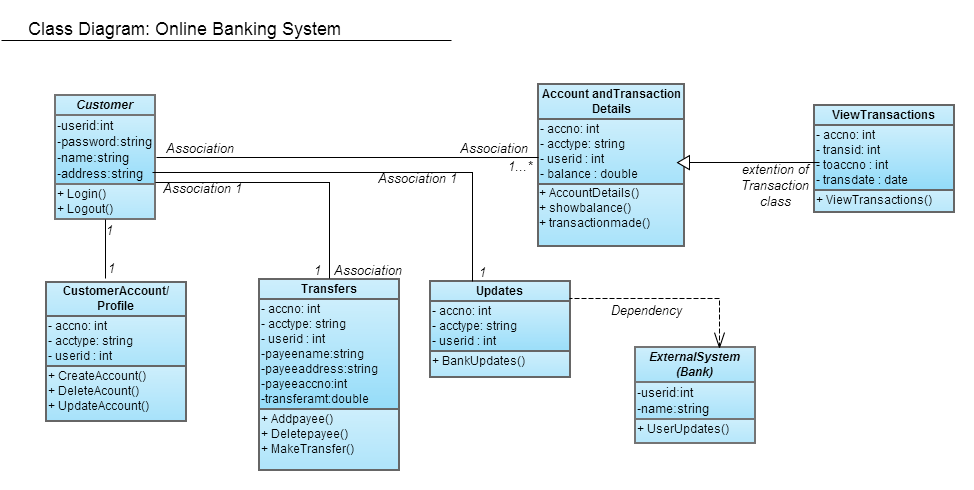 Class Diagram: Online Banking System
Customer
-userid:int
-password:string
-name:string
-address:string
+ Login()
+ Logout()
Association
Association
1...*
Association 1
Association 1
Account andTransaction
Details
- accno: int
- acctype: string
- userid : int
- balance : double
+ AccountDetails()
+ showbalance()
+ transactionmade()
extention of
Transaction
class
ViewTransactions
- accno: int
- transid: int
- toaccno : int
- transdate : date
+ ViewTransactions()
1
1
CustomerAccount/
Profile
- accno: int
- acctype: string
- userid : int
+ CreateAccount()
+ DeleteAcount()
+ UpdateAccount()
1 Association
Transfers
- accno: int
- acctype: string
- userid : int
-payeename:string
-payeeaddress:string
-payeeaccno:int
-transferamt:double
+ Addpayee()
+ Deletepayee()
+ MakeTransfer()
1
Updates
- accno: int
- acctype: string
- userid : int
+ BankUpdates()
Dependency
ExternalSystem
(Bank)
-userid:int
-name:string
+ UserUpdates()